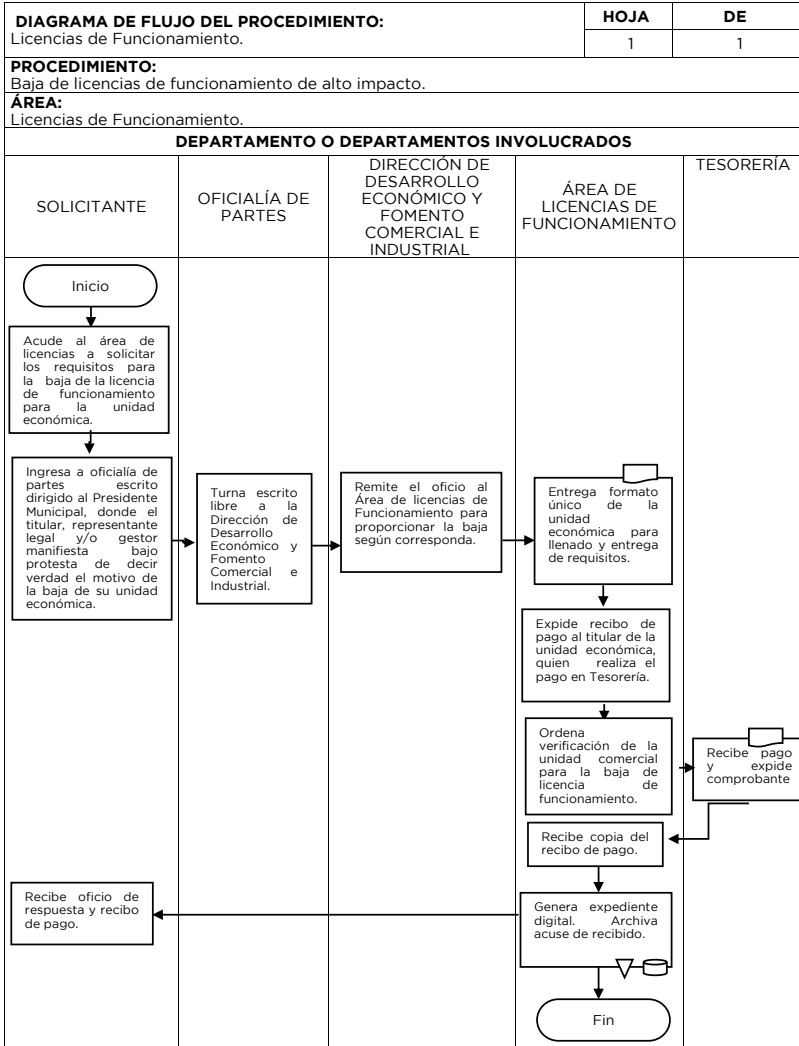 DIAGRAMA DE FLUJO DEL PROCEDIMIENTO:
Licencias de Funcionamiento.
HOJA
DE
1
1
PROCEDIMIENTO:
Baja de licencias de funcionamiento de alto impacto.
ÁREA:
Licencias de Funcionamiento.
DEPARTAMENTO O DEPARTAMENTOS INVOLUCRADOS
SOLICITANTE
OFICIALÍA DE
PARTES
DIRECCIÓN DE
DESARROLLO
ECONÓMICO Y
FOMENTO
COMERCIAL E
INDUSTRIAL
ÁREA DE
LICENCIAS DE
FUNCIONAMIENTO
TESORERÍA
Inicio
Acude al área de
licencias a solicitar
los requisitos para
la baja de la licencia
de funcionamiento
para la unidad
económica.
Ingresa a oficialía de
partes escrito
dirigido al Presidente
Municipal, donde el
titular, representante
legal y/o gestor
manifiesta bajo
protesta de decir
verdad el motivo de
la baja de su unidad
económica.
Turna escrito
libre a la
Dirección de
Desarrollo
Económico y
Fomento
Comercial e
Industrial.
Remite el oficio al
Área de licencias de
Funcionamiento para
proporcionar la baja
según corresponda.
Entrega formato
único de la
unidad
económica para
llenado y entrega
de requisitos.
Expide recibo de
pago al titular de la
unidad económica,
quien realiza el
pago en Tesorería.
Ordena
verificación de la
unidad comercial
para la baja de
licencia de
funcionamiento.
Recibe pago
y expide
comprobante
Recibe copia del
recibo de pago.
Recibe oficio de
respuesta y recibo
de pago.
Genera expediente
digital. Archiva
acuse de recibido.
Fin